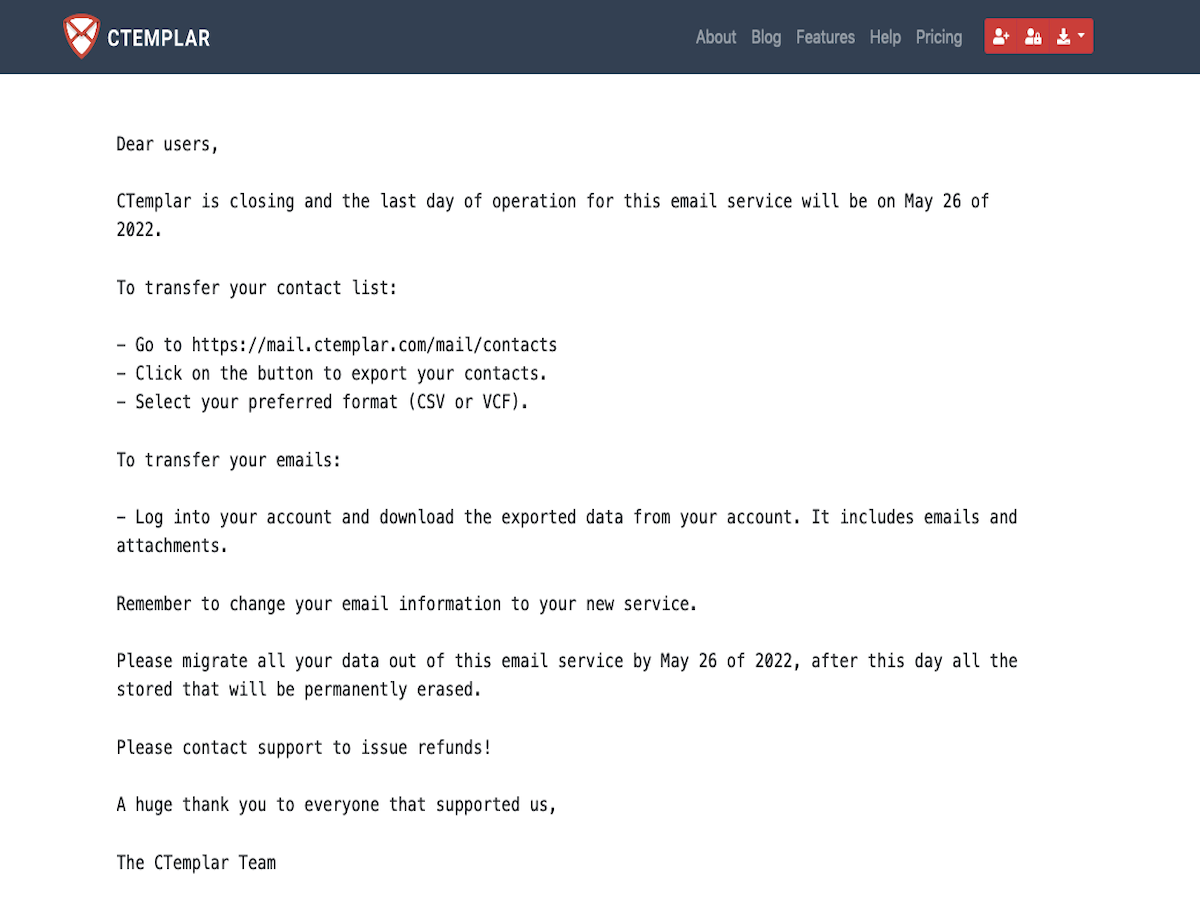 CTEMPLAR
About Blog Features Help Pricing
Dear users,
CTemplar is closing and the last day of operation for this email service will be on May 26 of
2022.
To transfer your contact list:
– Go to https://mail.ctemplar.com/mail/contacts
– Click on the button to export your contacts.
– Select your preferred format (CSV or VCF).
To transfer your emails:
– Log into your account and download the exported data from your account. It includes emails and
attachments.
Remember to change your email information to your new service.
Please migrate all your data out of this email service by May 26 of 2022, after this day all the
stored that will be permanently erased.
Please contact support to issue refunds!
A huge thank you to everyone that supported us,
The CTemplar Team